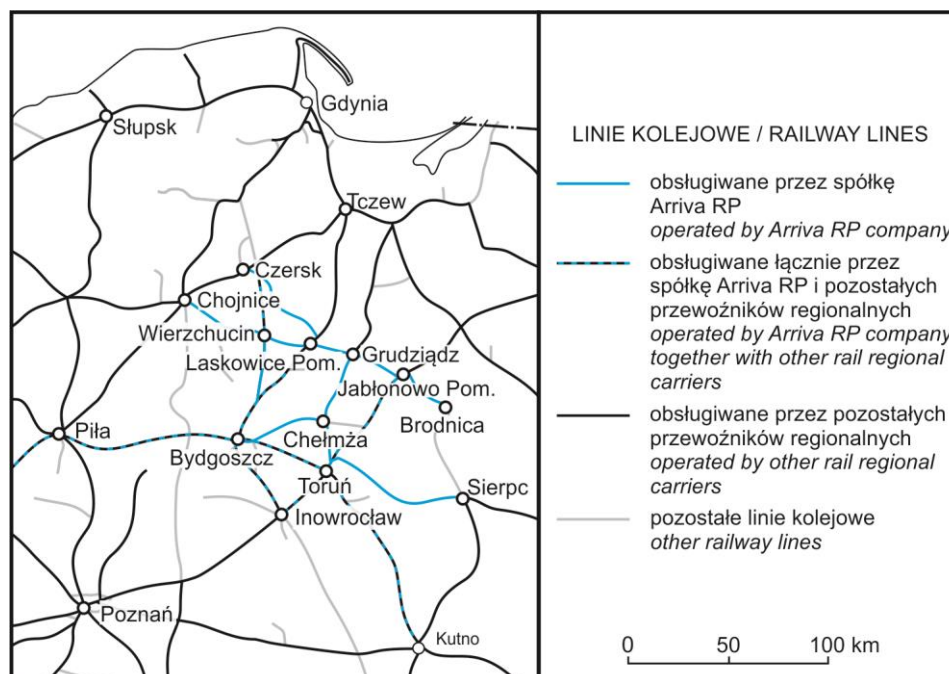 Gdynia
Słupsk
Tczew
Czersk
Chojnice
Wierzchucin
Laskowice Pom.
Grudziądz
Jabłonowo Pom.
Brodnica
Chełmża
Piła
Bydgoszcz
Toruń
Sierpc
Inowrocław
Poznań
Kutno
LINIE KOLEJOWE / RAILWAY LINES
obsługiwane przez spółkę
Arriva RP
operated by Arriva RP company
obsługiwane łącznie przez
spółkę Arriva RP i pozostałych
przewoźników regionalnych
operated by Arriva RP company
together with other rail regional
carriers
obsługiwane przez pozostałych
przewoźników regionalnych
operated by other rail regional
carriers
pozostałe linie kolejowe
other railway lines
0 50 100 km